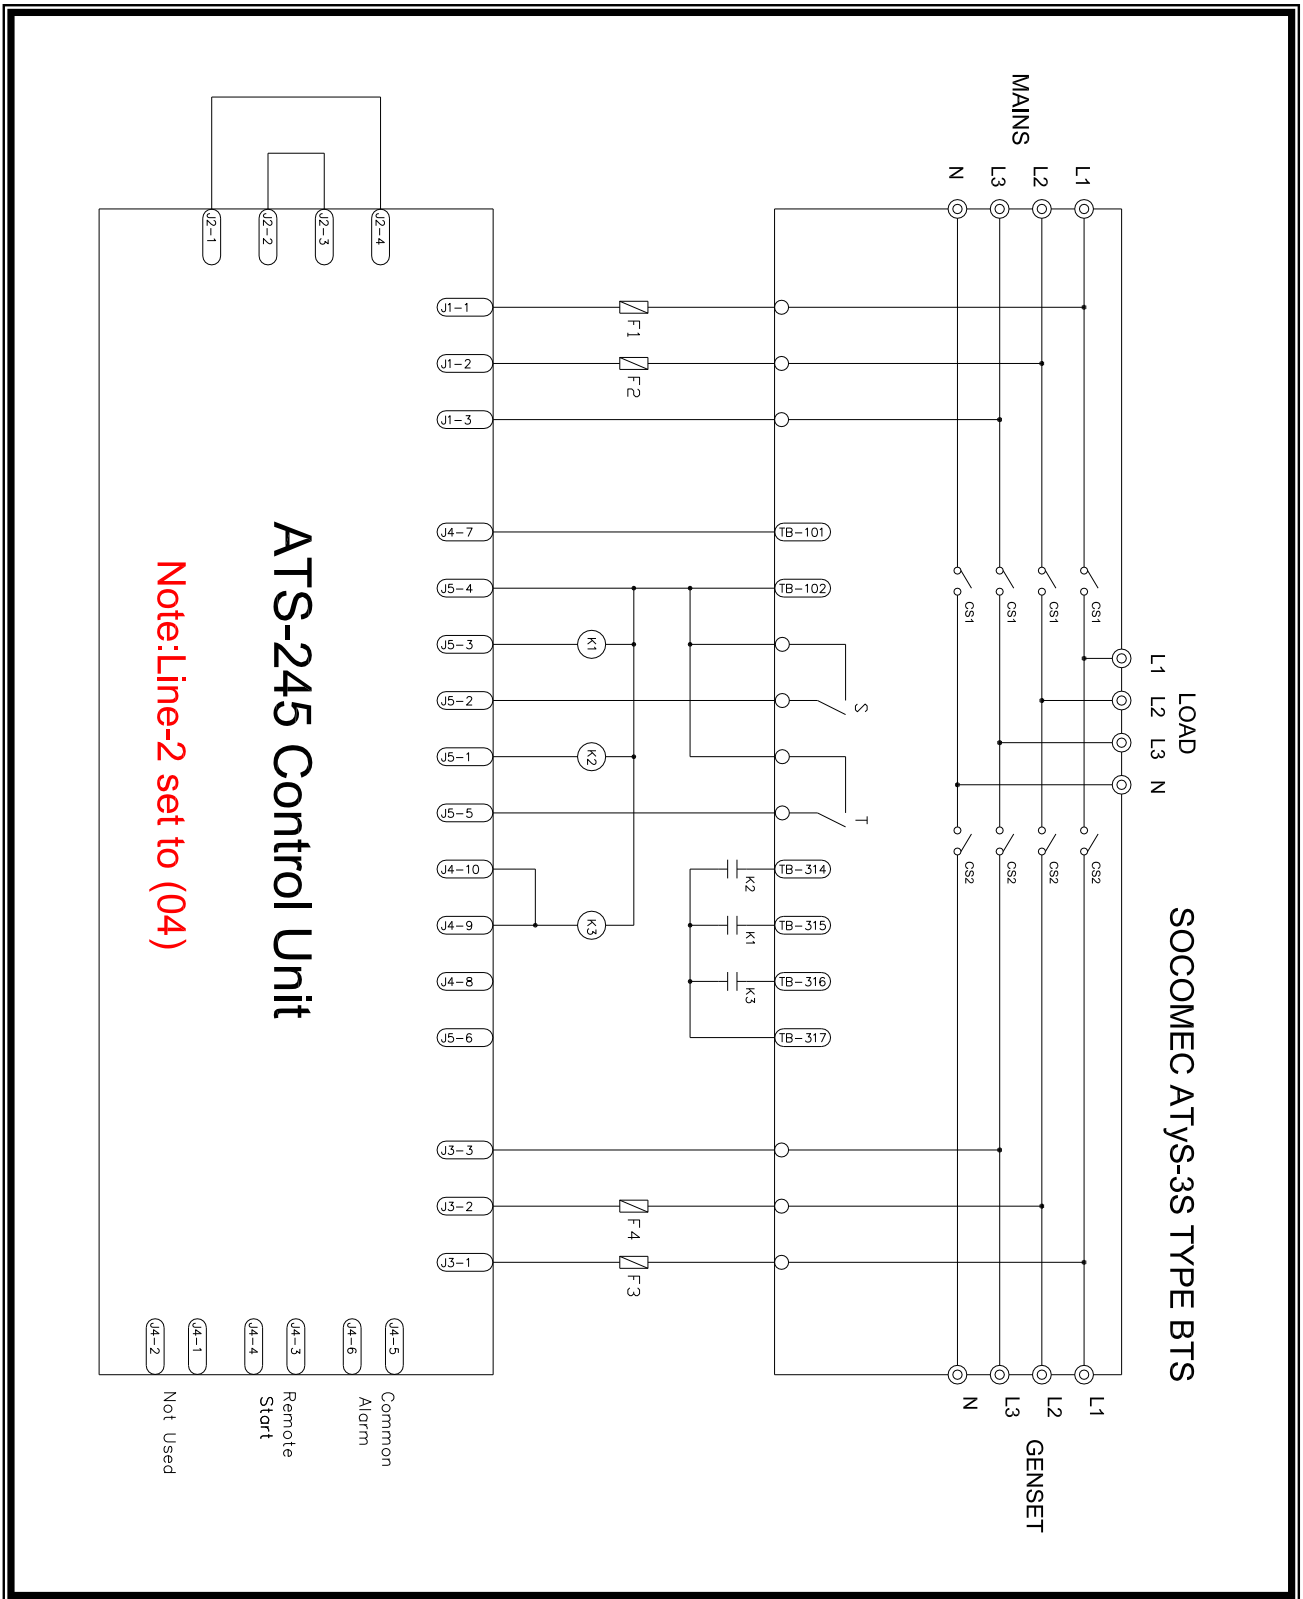 SOCOMEC ATyS-3S TYPE BTS
MAINS
L1
L2
L3
N
LOAD
L1
L2
L3
N
GENSET
L1
L2
L3
N
CS1
CS1
CS1
CS1
CS2
CS2
CS2
CS2
TB-101
TB-102
S
T
TB-314
TB-315
TB-316
TB-317
K2
K1
K3
F1
F2
F4
F3
K1
K2
K3
J1-1
J1-2
J1-3
J4-7
J5-4
J5-3
J5-2
J5-1
J5-5
J4-10
J4-9
J4-8
J5-6
J3-3
J3-2
J3-1
J2-4
J2-3
J2-2
J2-1
ATS-245 Control Unit
Note:Line-2 set to (04)
J4-5
J4-6
J4-3
J4-4
J4-1
J4-2
Common
Alarm
Remote
Start
Not Used